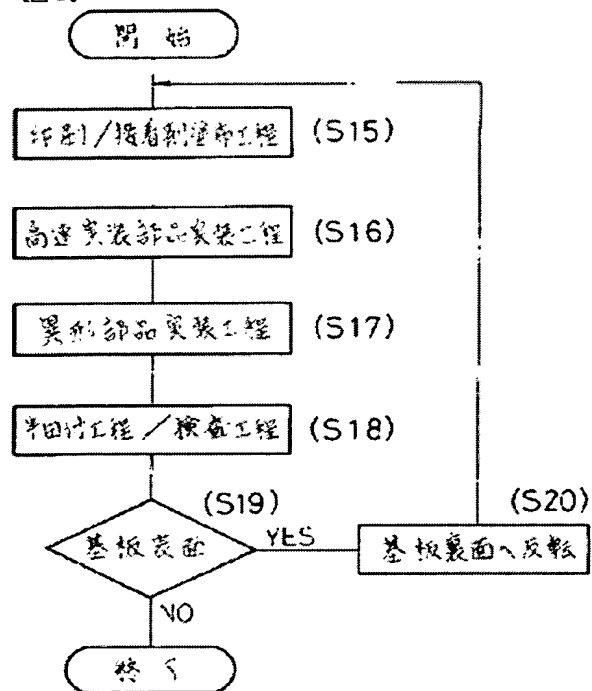 開始
印刷/接着剤塗布工程 (S15)
高速実装部品実装工程 (S16)
異形部品実装工程 (S17)
半田付工程/検査工程 (S18)
(S19)
(S20)
基板表面
YES
基板裏面へ反転
NO
終了